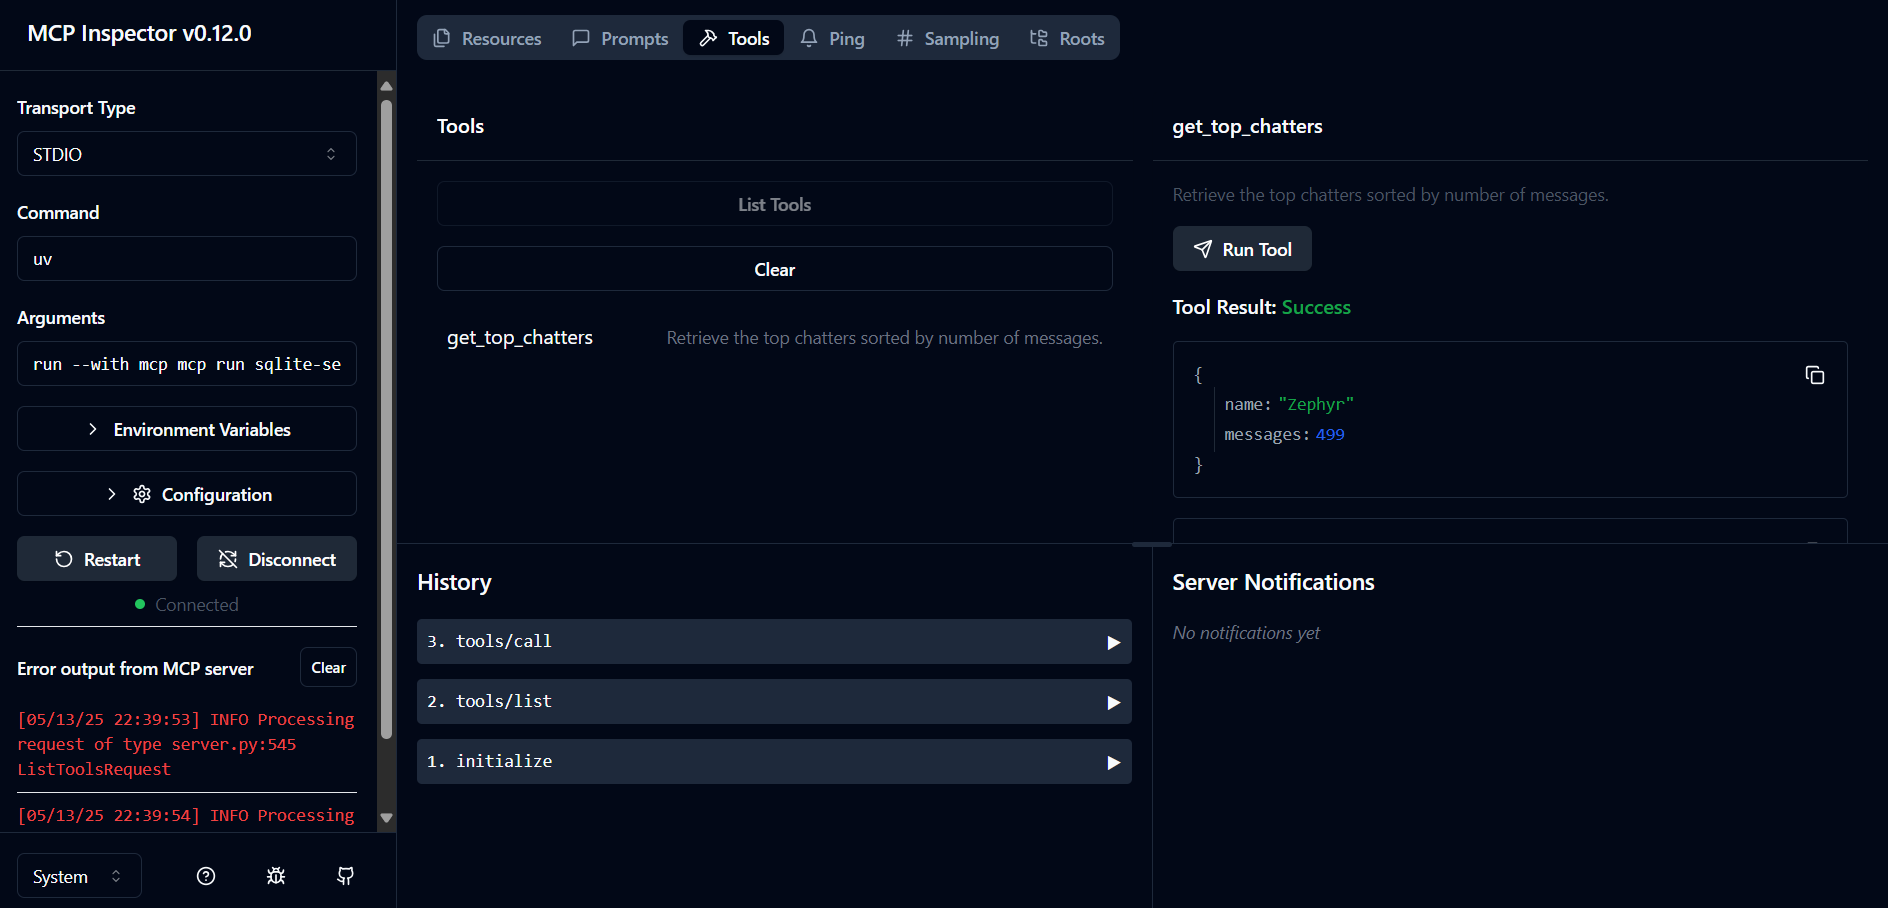 MCP Inspector v0.12.0
Transport Type
STDIO
Command
uv
Arguments
run --with mcp mcp run sqlite-se
Environment Variables
Configuration
Restart
Disconnect
Connected
Error output from MCP server
Clear
[05/13/25 22:39:53] INFO Processing
request of type server.py:545
ListToolsRequest
[05/13/25 22:39:54] INFO Processing
System
Resources
Prompts
Tools
Ping
Sampling
Roots
Tools
List Tools
Clear
get_top_chatters
Retrieve the top chatters sorted by number of messages.
get_top_chatters
Retrieve the top chatters sorted by number of messages.
Run Tool
Tool Result: Success
{
name: "Zephyr"
messages: 499
}
History
3. tools/call
2. tools/list
1. initialize
Server Notifications
No notifications yet